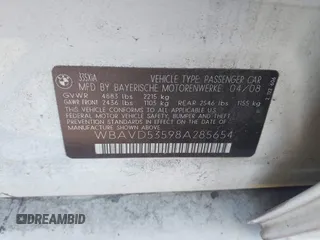 BMW
335XiA
VEHICLE TYPE: PASSENGER CAR
MFD BY BAYERISCHE MOTORENWERKE 04/08
GVWR 4883 lbs 2215 kg
GAWR FRONT 2436 lbs 1105 kg REAR 2546 lbs 1155 kg
THIS VEHICLE CONFORMS TO ALL APPLICABLE
FEDERAL MOTOR VEHICLE SAFETY, BUMPER, AND
THEFT PREVENTION STANDARDS IN EFFECT ON
THE DATE OF MANUFACTURE SHOWN ABOVE.
WBAVD53598A285654
DREAMBID